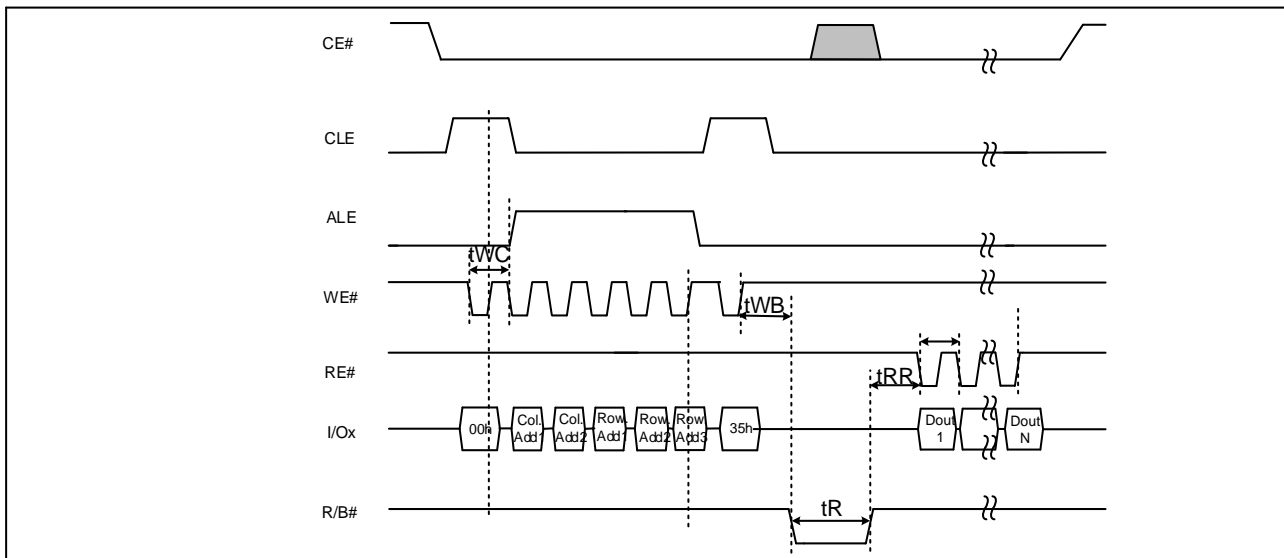 CE#
CLE
ALE
tWC
WE#
tWB
RE#
tRR
I/Ox
00h
Col.
Add1
Col.
Add2
Row.
Add1
Row.
Add2
Row.
Add3
35h
Dout
1
Dout
N
R/B#
tR